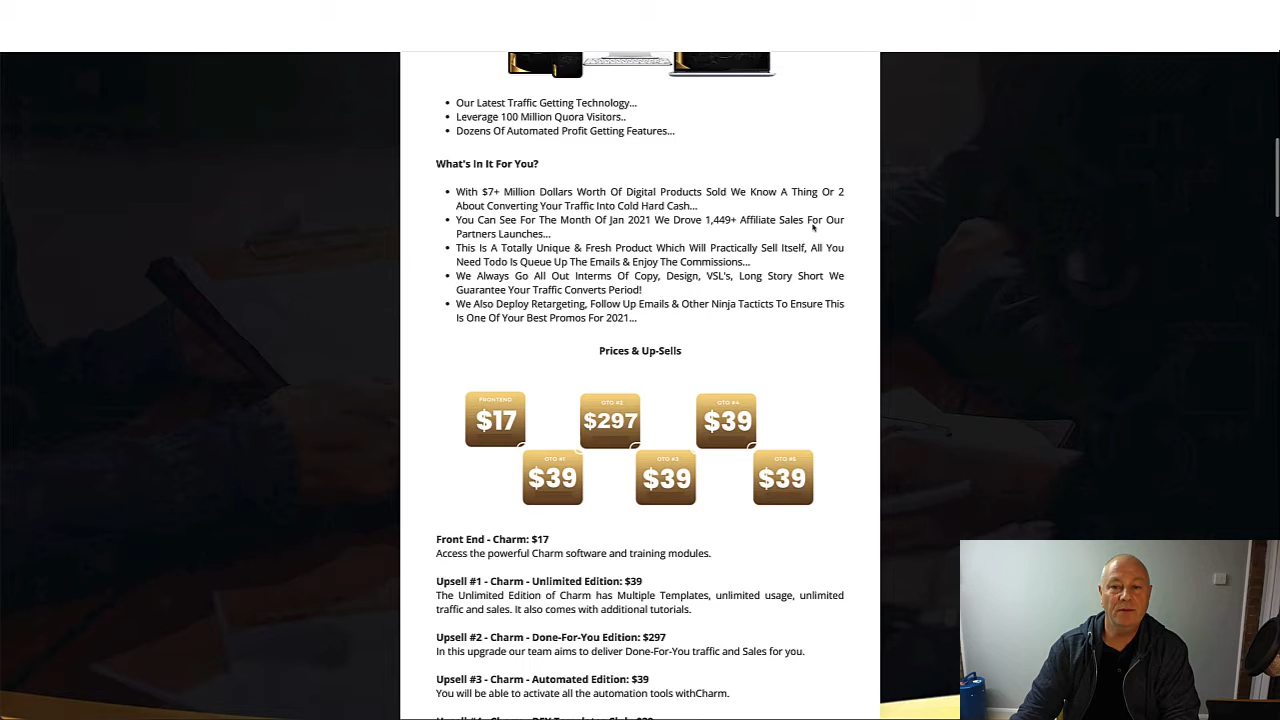 Our Latest Traffic Getting Technology...
Leverage 100 Million Quora Visitors..
Dozens Of Automated Profit Getting Features...
What's In It For You?
With $7+ Million Dollars Worth Of Digital Products Sold We Know A Thing Or 2
About Converting Your Traffic Into Cold Hard Cash...
You Can See For The Month Of Jan 2021 We Drove 1,449+ Affiliate Sales For Our
Partners Launches...
This Is A Totally Unique & Fresh Product Which Will Practically Sell Itself, All You
Need Todo Is Queue Up The Emails & Enjoy The Commissions...
We Always Go All Out Interms Of Copy, Design, VSL's, Long Story Short We
Guarantee Your Traffic Converts Period!
We Also Deploy Retargeting, Follow Up Emails & Other Ninja Tacticts To Ensure This
Is One Of Your Best Promos For 2021...
Prices & Up-Sells
FRONTEND
$17
OTO #2
$297
OTO #4
$39
OTO #1
$39
OTO #3
$39
OTO #5
$39
Front End - Charm: $17
Access the powerful Charm software and training modules.
Upsell #1 - Charm - Unlimited Edition: $39
The Unlimited Edition of Charm has Multiple Templates, unlimited usage, unlimited
traffic and sales. It also comes with additional tutorials.
Upsell #2 - Charm - Done-For-You Edition: $297
In this upgrade our team aims to deliver Done-For-You traffic and Sales for you.
Upsell #3 - Charm - Automated Edition: $39
You will be able to activate all the automation tools withCharm.